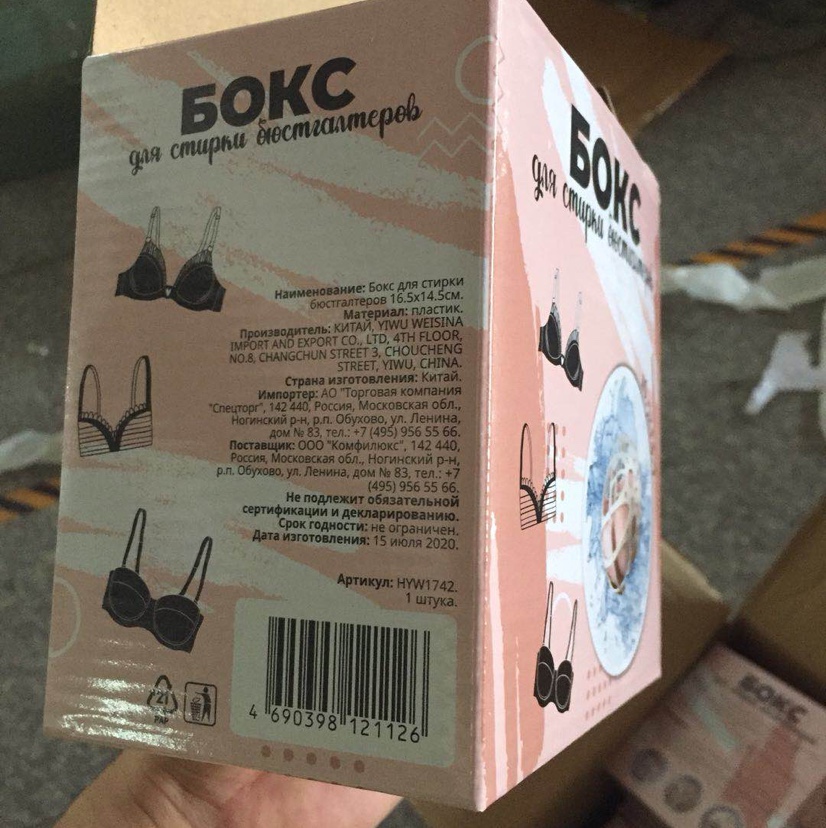 БОКС
для стирки бюстгалтеров
Наименование: Бокс для стирки
бюстгалтеров 16.5х14.5см.
Материал: пластик.
Производитель: КИТАЙ, YIWU WEISINA
IMPORT AND EXPORT CO., LTD, 4TH FLOOR,
NO.8, CHANGCHUN STREET 3, CHOUCHENG
STREET, YIWU, CHINA.
Страна изготовления: Китай.
Импортер: АО "Торговая компания
"Спецторг", 142 440, Россия, Московская обл.,
Ногинский р-н, р.п. Обухово, ул. Ленина,
дом № 83, тел.: +7 (495) 956 55 66.
Поставщик: ООО "Комфилюкс", 142 440,
Россия, Московская обл., Ногинский р-н,
р.п. Обухово, ул. Ленина, дом № 83, тел.: +7
(495) 956 55 66.
Не подлежит обязательной
сертификации и декларированию.
Срок годности: не ограничен.
Дата изготовления: 15 июля 2020.
Артикул: HYW1742.
1 штука.
21
PAP
4 690398 121126
БОКС
для стирки бюстгалтеров
БОКС